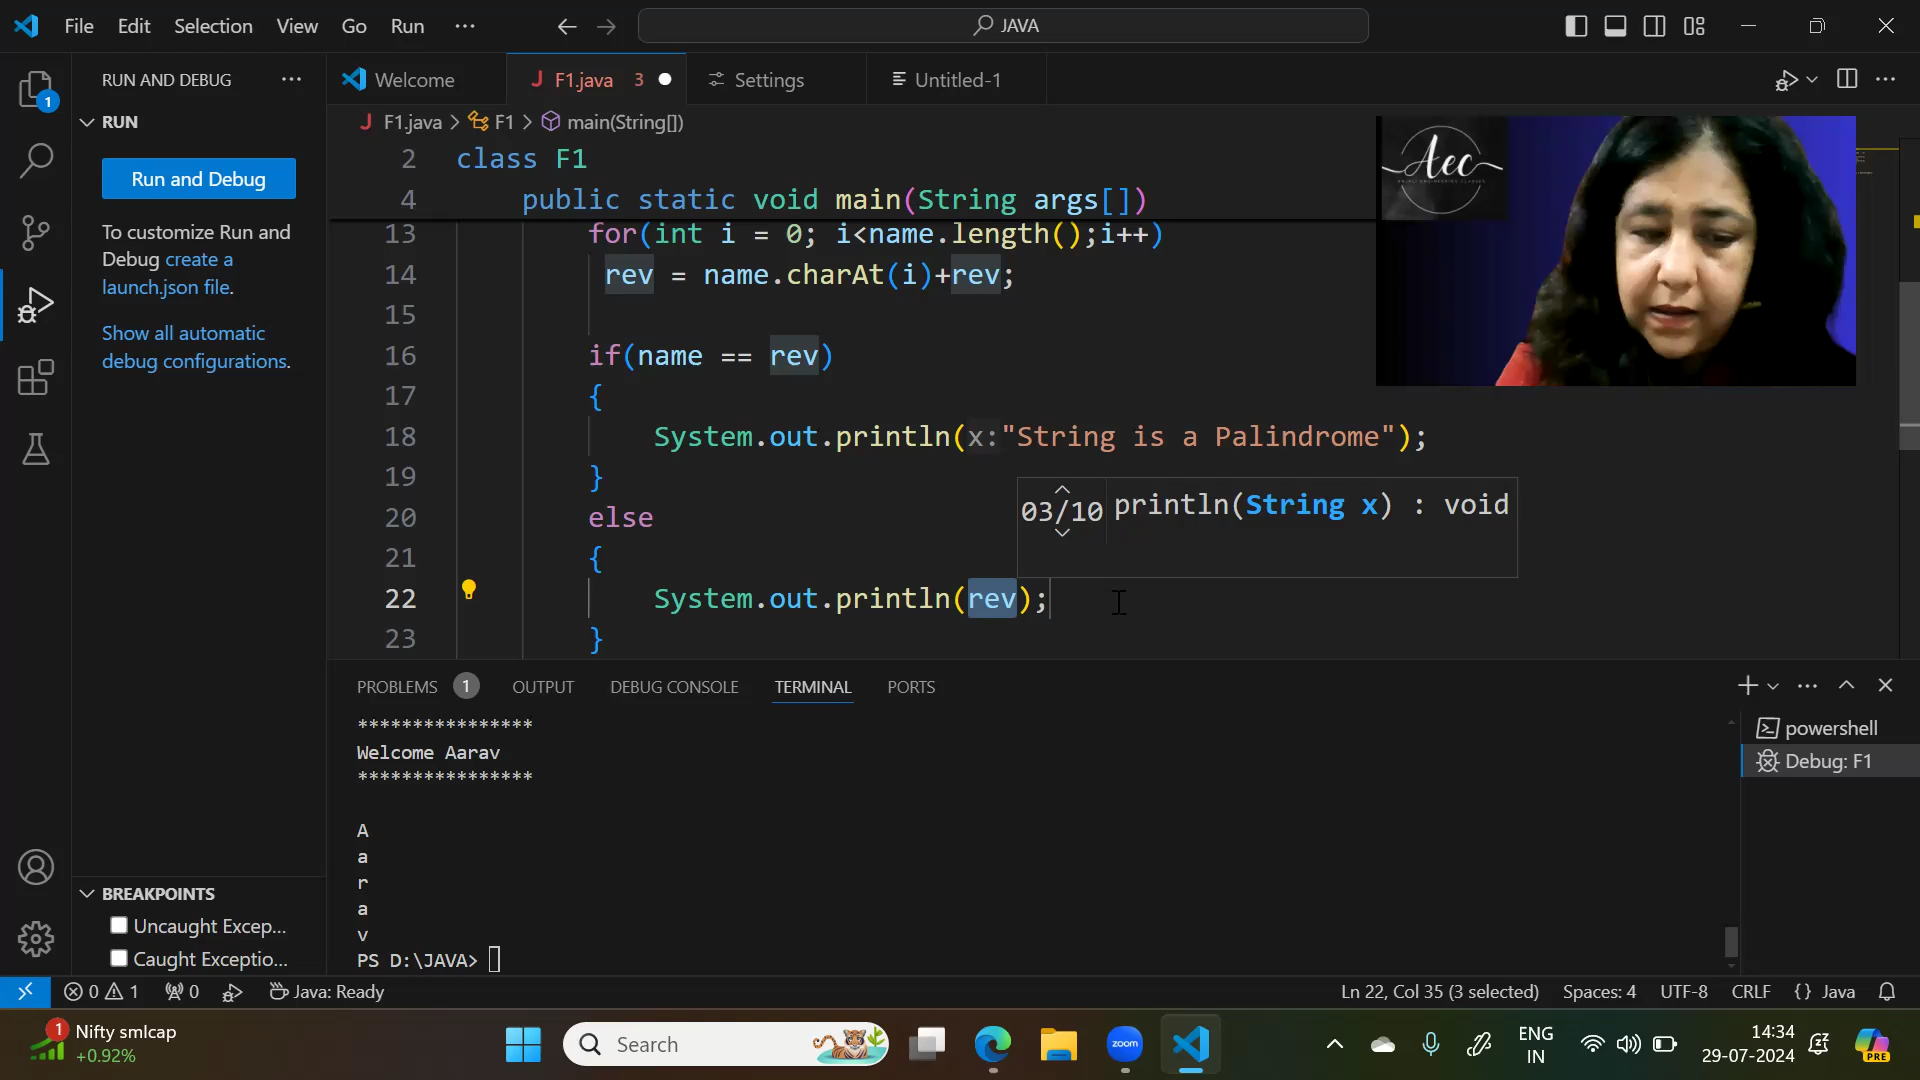 File Edit Selection View Go Run ··· JAVA
RUN AND DEBUG ···
Welcome
F1.java 3
Settings
Untitled-1
RUN
F1.java > F1 > main(String[])
Run and Debug
To customize Run and
Debug create a
launch.json file.
Show all automatic
debug configurations.
2 class F1
4 public static void main(String args[])
13 for(int i = 0; i<name.length();i++)
14 rev = name.charAt(i)+rev;
15
16 if(name == rev)
17 {
18 System.out.println(x:"String is a Palindrome");
19 }
20 else
21 {
22 System.out.println(rev);
23 }
03/10 println(String x) : void
Aec
PROBLEMS 1 OUTPUT DEBUG CONSOLE TERMINAL PORTS
****************
Welcome Aarav
****************
A
a
r
a
v
PS D:\JAVA>
powershell
Debug: F1
BREAKPOINTS
Uncaught Excep...
Caught Exceptio...
0 1 0 Java: Ready
Ln 22, Col 35 (3 selected) Spaces: 4 UTF-8 CRLF {} Java
1
Nifty smlcap
+0.92%
Search
zoom
ENG
IN
14:34
29-07-2024
PRE
1